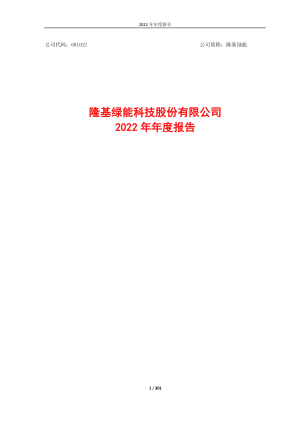 2022 年年度报告
公司代码：601012 公司简称：隆基绿能
隆基绿能科技股份有限公司
2022 年年度报告
1 / 301